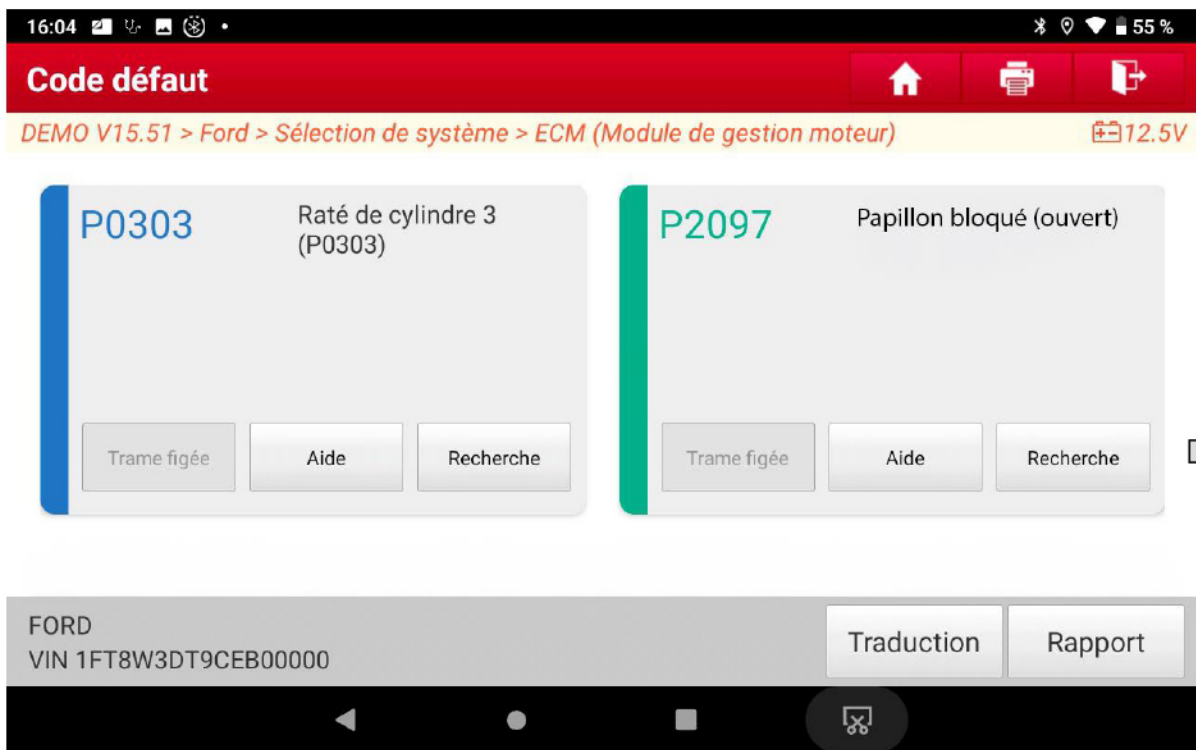 16:04 55 %
Code défaut
DEMO V15.51 > Ford > Sélection de système > ECM (Module de gestion moteur) 12.5V
P0303 Raté de cylindre 3
(P0303)
P2097 Papillon bloqué (ouvert)
Trame figée Aide Recherche
Trame figée Aide Recherche
FORD
VIN 1FT8W3DT9CEB00000
Traduction Rapport